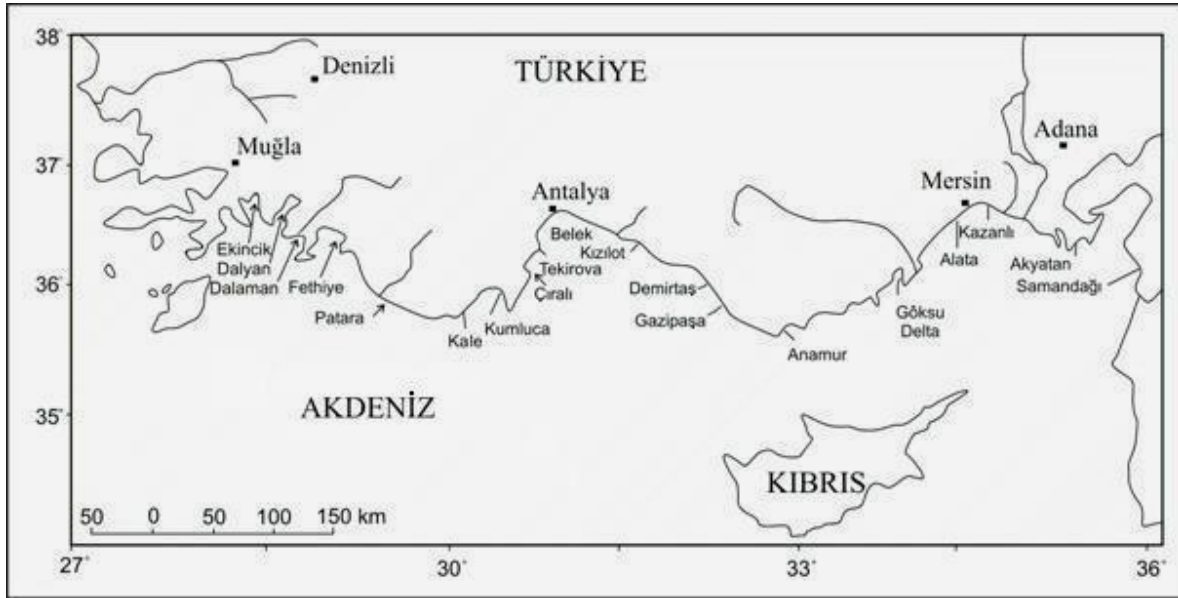 38°
Denizli
TÜRKİYE
Muğla
Adana
37°
Antalya
Mersin
Belek
Kızılot
Kazanlı
Ekincik
Dalyan
Dalaman
Fethiye
Tekirova
Çıralı
Alata
Akyatan
Samandağı
36°
Patara
Demirtaş
Gazipaşa
Göksu
Delta
Kale
Kumluca
Anamur
35°
AKDENİZ
KIBRIS
50 0 50 100 150 km
27° 30° 33° 36°